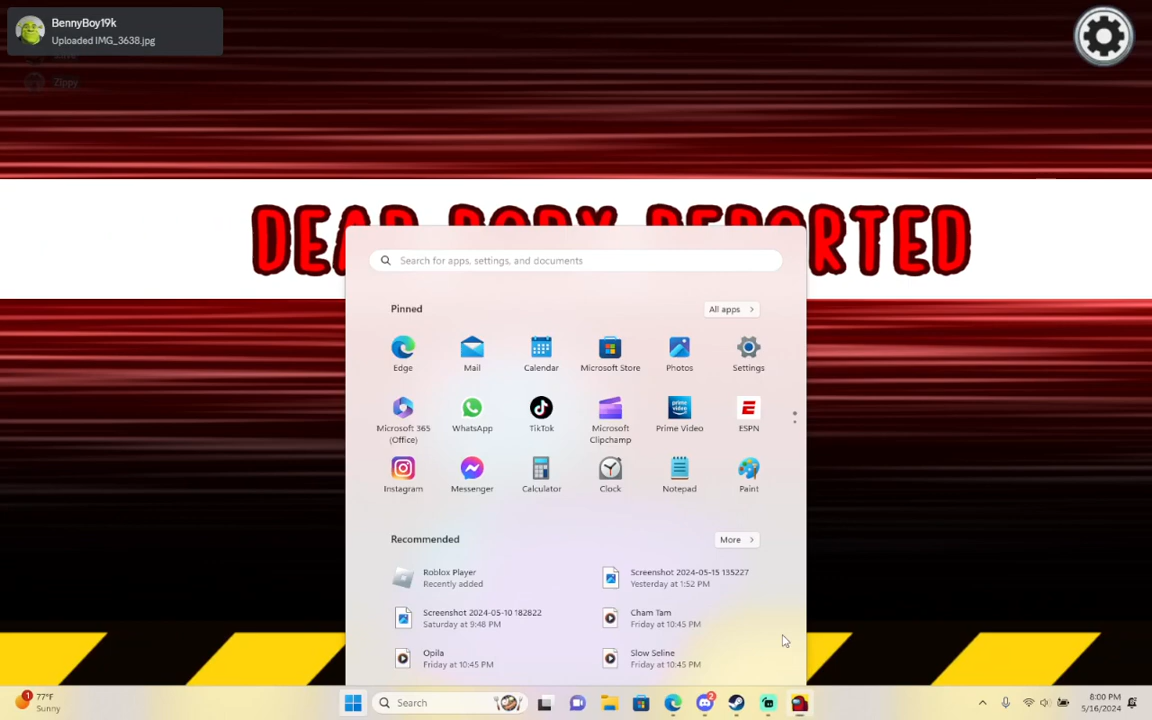 BennyBoy19k
Uploaded IMG_3638.jpg
Zippy
DEAD BODY REPORTED
Search for apps, settings, and documents
Pinned
All apps
Edge
Mail
Calendar
Microsoft Store
Photos
Settings
Microsoft 365 (Office)
WhatsApp
TikTok
Microsoft Clipchamp
Prime Video
ESPN
Instagram
Messenger
Calculator
Clock
Notepad
Paint
Recommended
More
Roblox Player
Recently added
Screenshot 2024-05-15 135227
Yesterday at 1:52 PM
Screenshot 2024-05-10 182822
Saturday at 9:48 PM
Cham Tam
Friday at 10:45 PM
Opila
Friday at 10:45 PM
Slow Seline
Friday at 10:45 PM
1
77°F
Sunny
Search
2
8:00 PM
5/16/2024